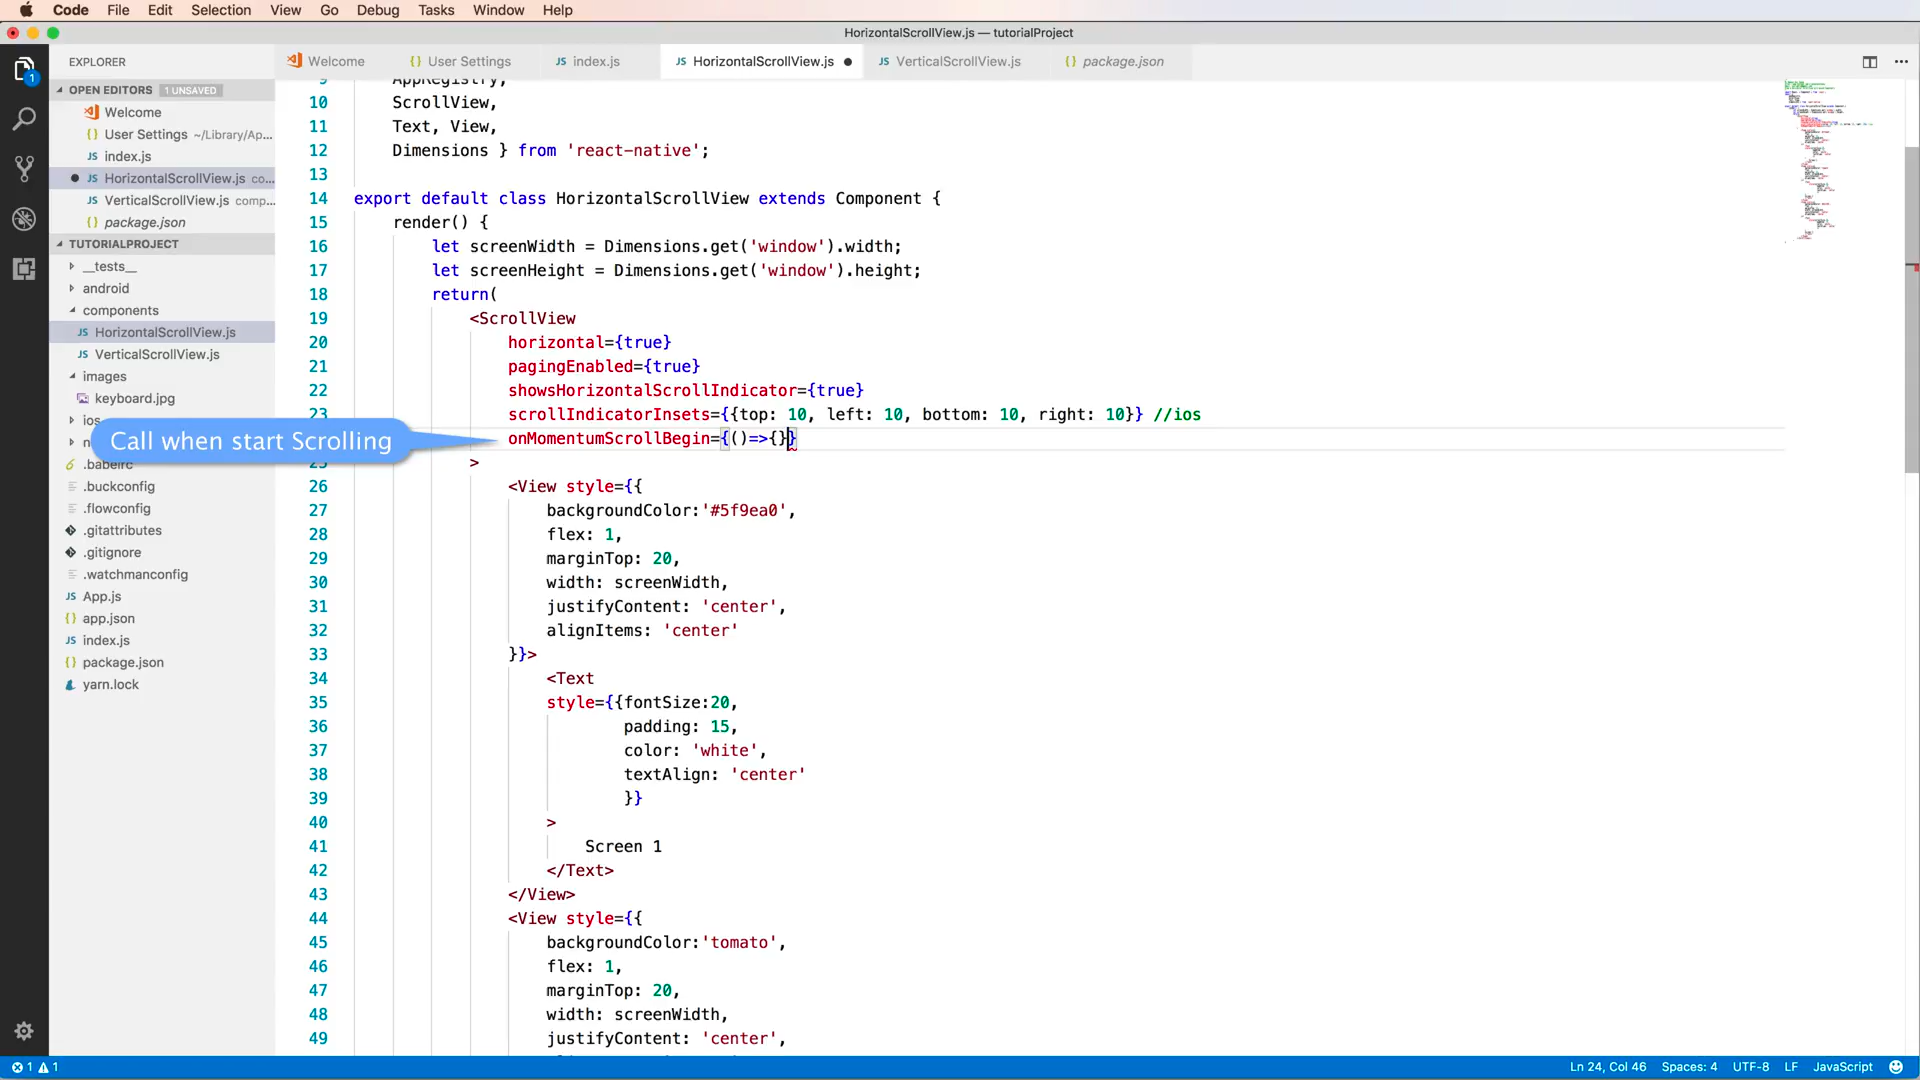 Code File Edit Selection View Go Debug Tasks Window Help
HorizontalScrollView.js — tutorialProject
EXPLORER
Welcome
User Settings
index.js
HorizontalScrollView.js
VerticalScrollView.js
package.json
OPEN EDITORS 1 UNSAVED
Welcome
User Settings ~/Library/Ap...
index.js
HorizontalScrollView.js co...
VerticalScrollView.js comp...
package.json
TUTORIALPROJECT
__tests__
android
components
HorizontalScrollView.js
VerticalScrollView.js
images
keyboard.jpg
ios
.babelrc
.buckconfig
.flowconfig
.gitattributes
.gitignore
.watchmanconfig
App.js
app.json
index.js
package.json
yarn.lock
Call when start Scrolling
9 AppRegistry,
10 ScrollView,
11 Text, View,
12 Dimensions } from 'react-native';
13
14 export default class HorizontalScrollView extends Component {
15 render() {
16 let screenWidth = Dimensions.get('window').width;
17 let screenHeight = Dimensions.get('window').height;
18 return(
19 <ScrollView
20 horizontal={true}
21 pagingEnabled={true}
22 showsHorizontalScrollIndicator={true}
23 scrollIndicatorInsets={{top: 10, left: 10, bottom: 10, right: 10}} //ios
onMomentumScrollBegin={()=>{}}
25 >
26 <View style={{
27 backgroundColor:'#5f9ea0',
28 flex: 1,
29 marginTop: 20,
30 width: screenWidth,
31 justifyContent: 'center',
32 alignItems: 'center'
33 }}>
34 <Text
35 style={{fontSize:20,
36 padding: 15,
37 color: 'white',
38 textAlign: 'center'
39 }}
40 >
41 Screen 1
42 </Text>
43 </View>
44 <View style={{
45 backgroundColor:'tomato',
46 flex: 1,
47 marginTop: 20,
48 width: screenWidth,
49 justifyContent: 'center',
1 1
Ln 24, Col 46 Spaces: 4 UTF-8 LF JavaScript